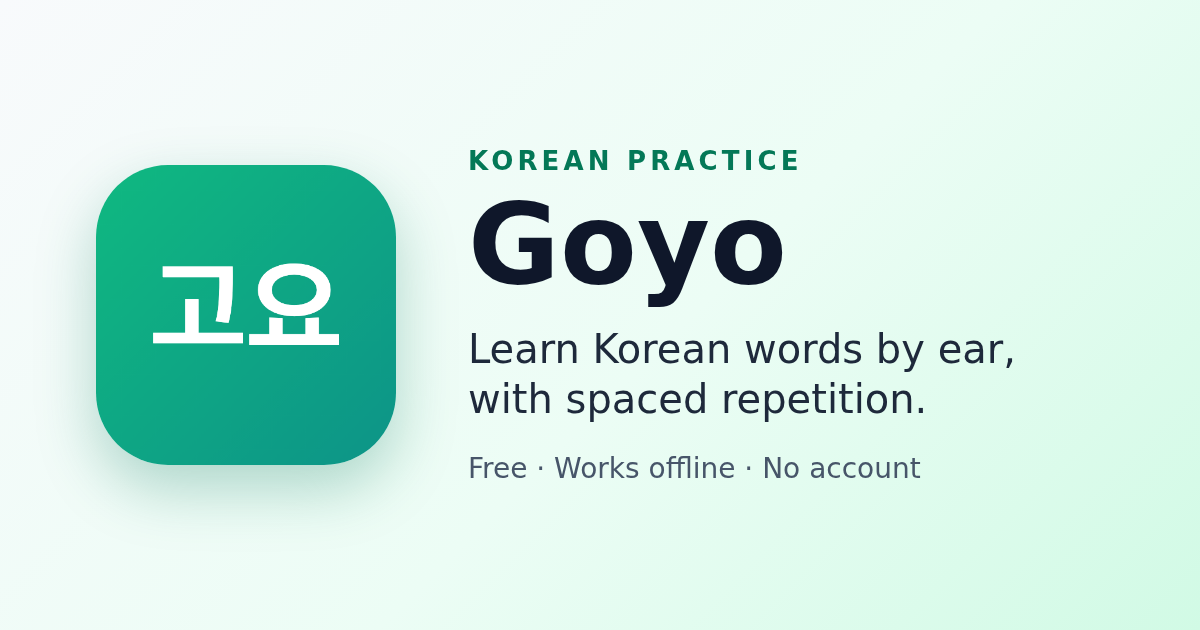 고요
KOREAN PRACTICE
Goyo
Learn Korean words by ear,
with spaced repetition.
Free · Works offline · No account